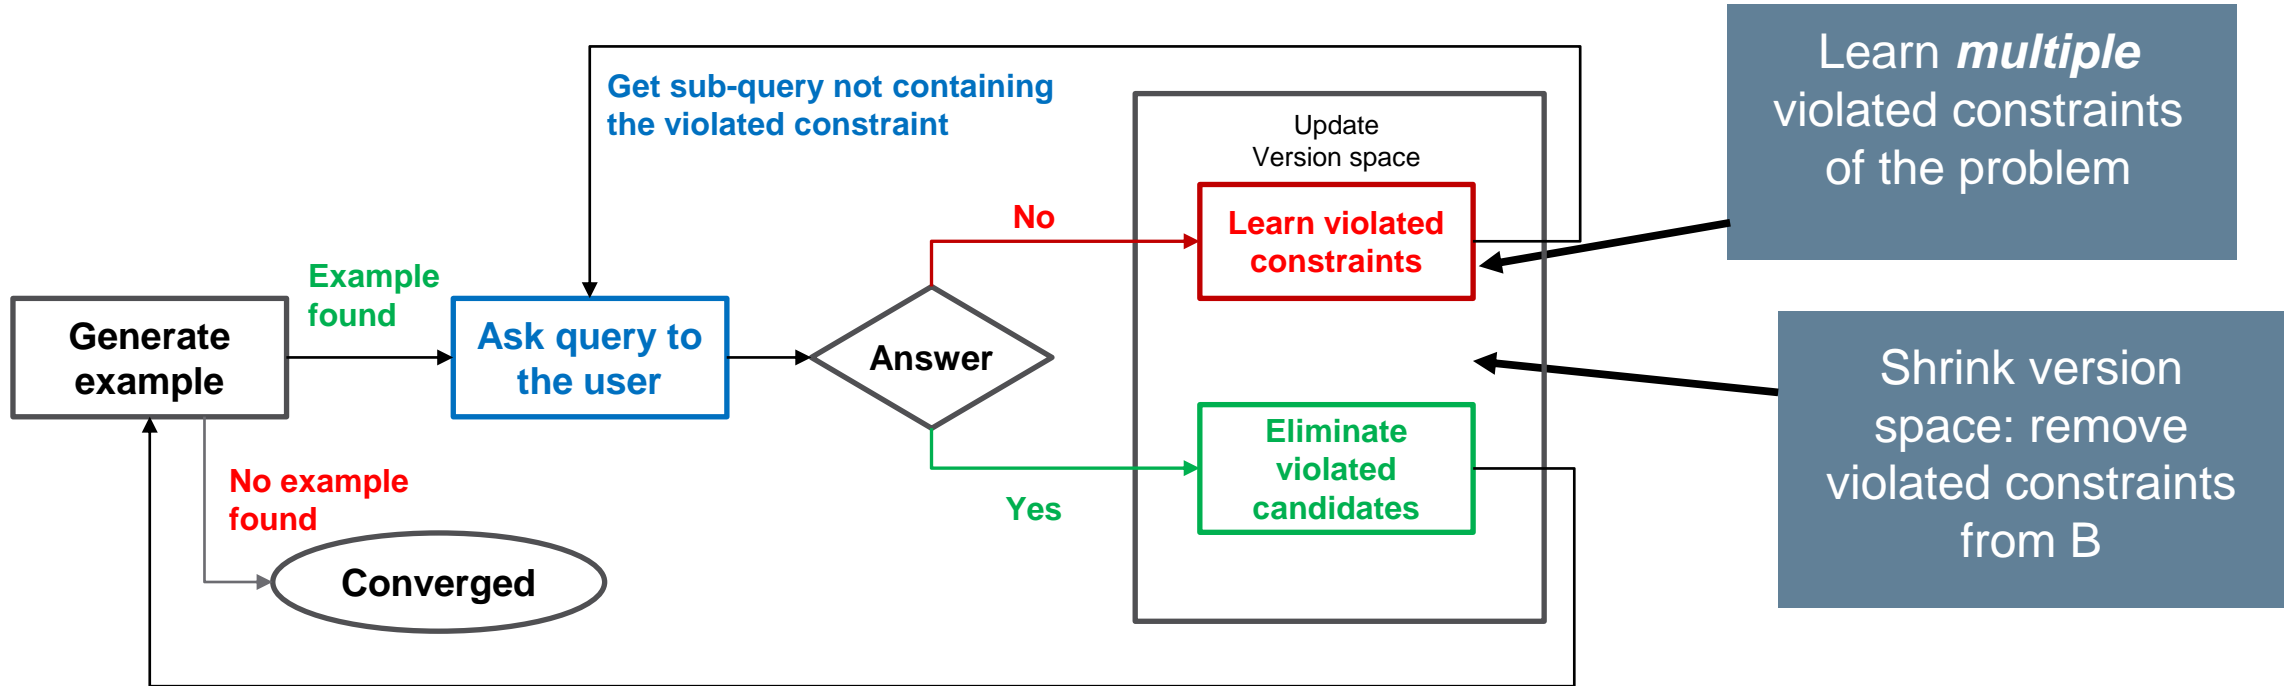 Get sub-query not containing
the violated constraint
Update
Version space
Learn multiple
violated constraints
of the problem
No
Learn violated
constraints
Example
found
Generate
example
Ask query to
the user
Answer
Shrink version
space: remove
violated constraints
from B
Eliminate
violated
candidates
Yes
No example
found
Converged